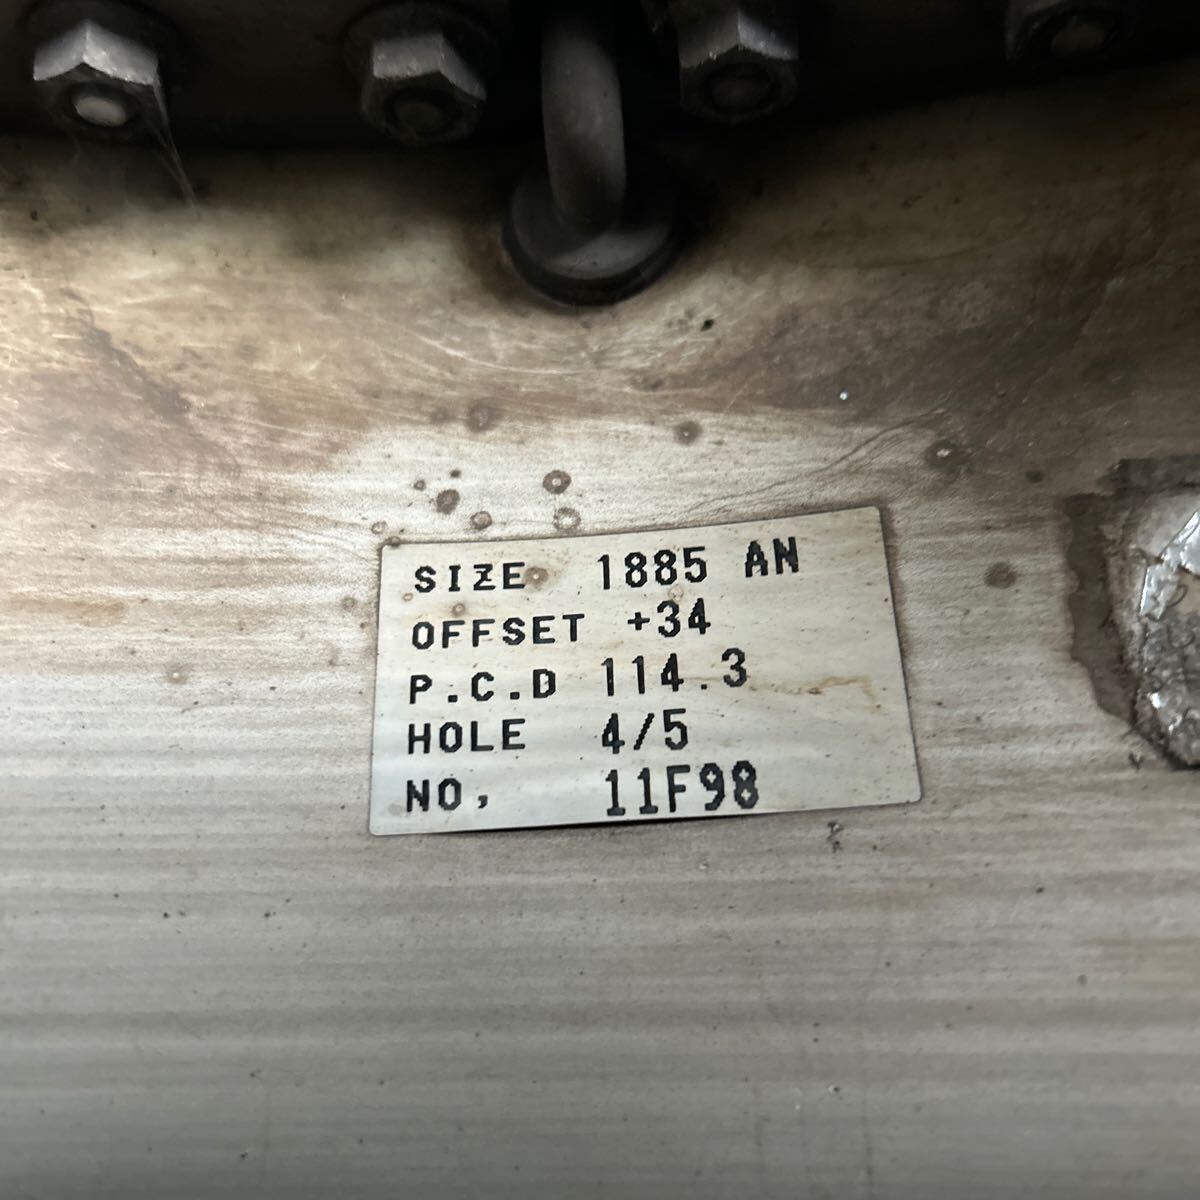 SIZE 1885 AN
OFFSET +34
P.C.D 114.3
HOLE 4/5
NO, 11F98